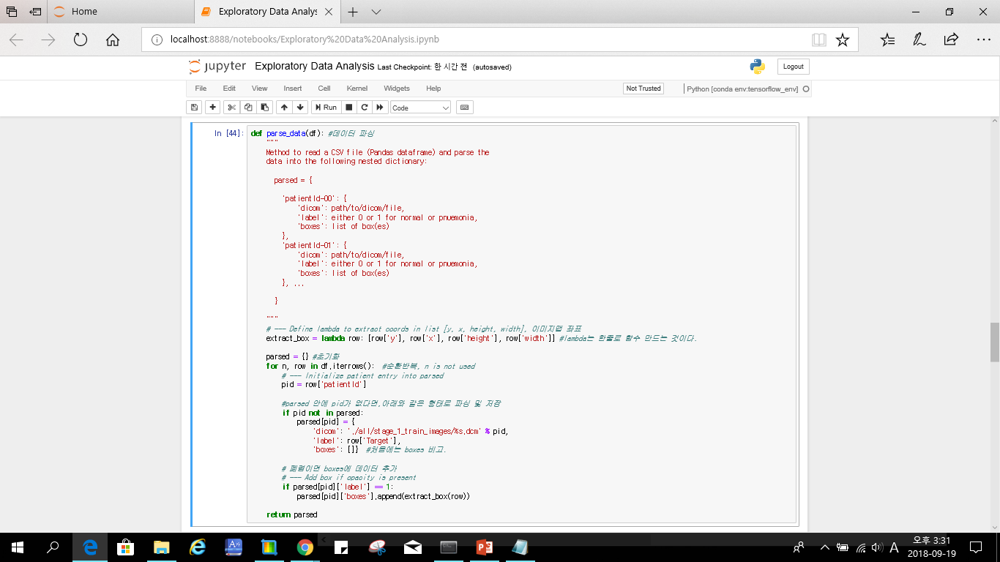 Home
Exploratory Data Analys
localhost:8888/notebooks/Exploratory%20Data%20Analysis.ipynb
jupyter Exploratory Data Analysis Last Checkpoint: 한 시간 전 (autosaved)
Logout
File Edit View Insert Cell Kernel Widgets Help
Not Trusted
Python [conda env:tensorflow_env]
Run
Code
In [44]:
def parse_data(df): #데이터 파싱
"""
Method to read a CSV file (Pandas dataframe) and parse the
data into the following nested dictionary:
parsed = {
'patientId-00': {
'dicom': path/to/dicom/file,
'label': either 0 or 1 for normal or pnuemonia,
'boxes': list of box(es)
},
'patientId-01': {
'dicom': path/to/dicom/file,
'label': either 0 or 1 for normal or pnuemonia,
'boxes': list of box(es)
}, ...
}
"""
# --- Define lambda to extract coords in list [y, x, height, width], 이미지맵 좌표
extract_box = lambda row: [row['y'], row['x'], row['height'], row['width']] #lambda는 한줄로 함수 만드는 것이다.
parsed = {} #초기화
for n, row in df.iterrows(): #순환반복, n is not used
# --- Initialize patient entry into parsed
pid = row['patientId']
#parsed 안에 pid가 없다면,아래와 같은 형태로 파싱 및 저장
if pid not in parsed:
parsed[pid] = {
'dicom': './all/stage_1_train_images/%s.dcm' % pid,
'label': row['Target'],
'boxes': []} #처음에는 boxes 비고.
# 폐렴이면 boxes에 데이터 추가
# --- Add box if opacity is present
if parsed[pid]['label'] == 1:
parsed[pid]['boxes'].append(extract_box(row))
return parsed
A
오후 3:31
2018-09-19